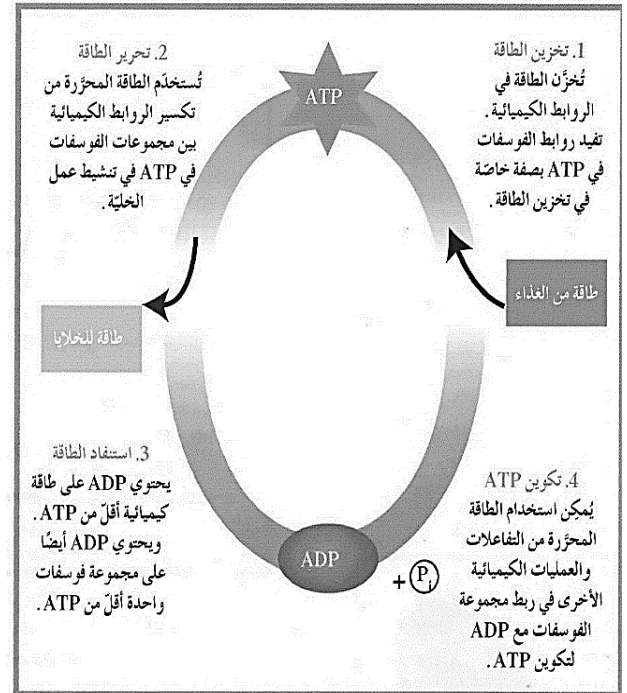 1. تخزين الطاقة
تُخزَّن الطاقة في
الروابط الكيميائية.
تفيد روابط الفوسفات
في ATP بصفة خاصّة
في تخزين الطاقة.
2. تحرير الطاقة
تُستخدَم الطاقة المحرَّرة من
تكسير الروابط الكيميائية
بين مجموعات الفوسفات
في ATP في تنشيط عمل
الخليّة.
ATP
طاقة من الغذاء
طاقة للخلايا
3. استنفاد الطاقة
يحتوي ADP على طاقة
كيميائية أقلّ من ATP.
ويحتوي ADP أيضًا
على مجموعة فوسفات
واحدة أقلّ من ATP.
4. تكوين ATP
يُمكِن استخدام الطاقة
المحرَّرة من التفاعلات
والعمليات الكيميائية
الأخرى في ربط مجموعة
الفوسفات مع ADP
لتكوين ATP.
ADP
+ Pi